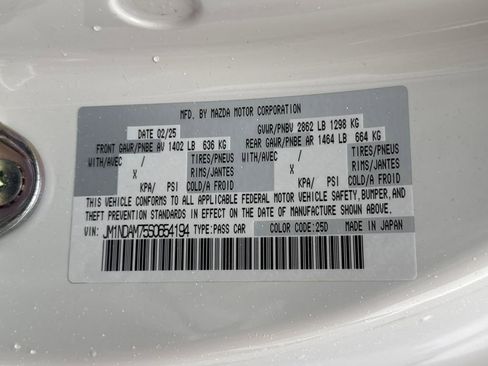 MFD. BY MAZDA MOTOR CORPORATION
DATE 02/25 GVWR/PNBV 2862 LB 1298 KG
FRONT GAWR/PNBE AV 1402 LB 636 KG REAR GAWR/PNBE AR 1464 LB 664 KG
WITH/AVEC / TIRES/PNEUS WITH/AVEC / TIRES/PNEUS
X RIMS/JANTES X RIMS/JANTES
KPA/ PSI COLD/A FROID KPA/ PSI COLD/A FROID
THIS VEHICLE CONFORMS TO ALL APPLICABLE FEDERAL MOTOR VEHICLE SAFETY, BUMPER, AND
THEFT PREVENTION STANDARDS IN EFFECT ON THE DATE OF MANUFACTURE SHOWN ABOVE.
VIN: JM1NDAM75S0654194 TYPE:PASS CAR COLOR CODE:25D MADE IN JAPAN